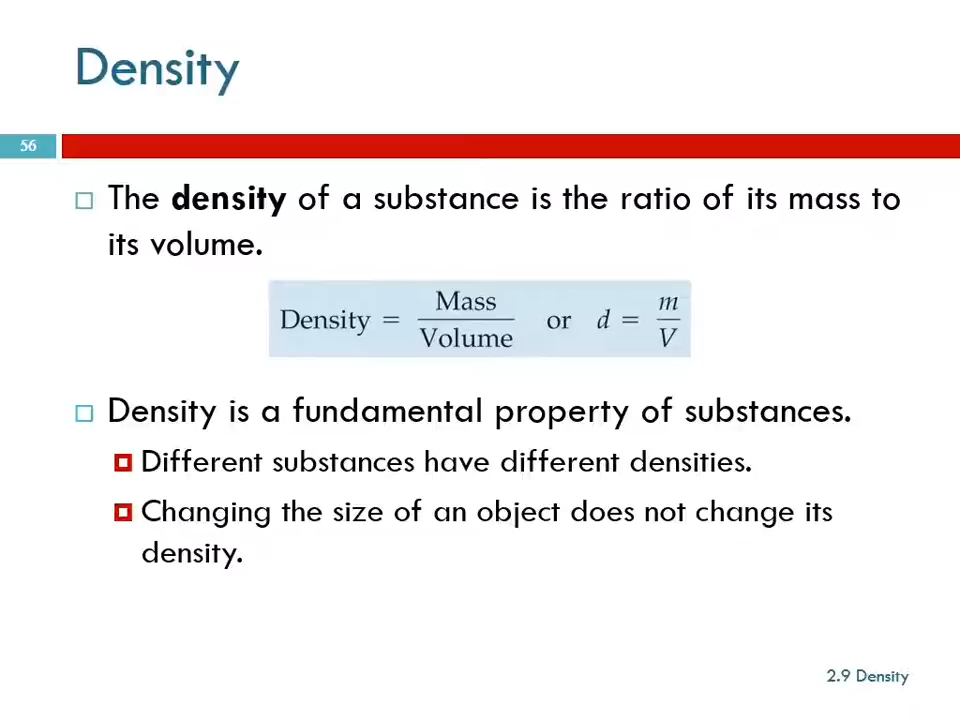 Density
56
The density of a substance is the ratio of its mass to
its volume.
Density = Mass / Volume or d = m / V
Density is a fundamental property of substances.
Different substances have different densities.
Changing the size of an object does not change its
density.
2.9 Density